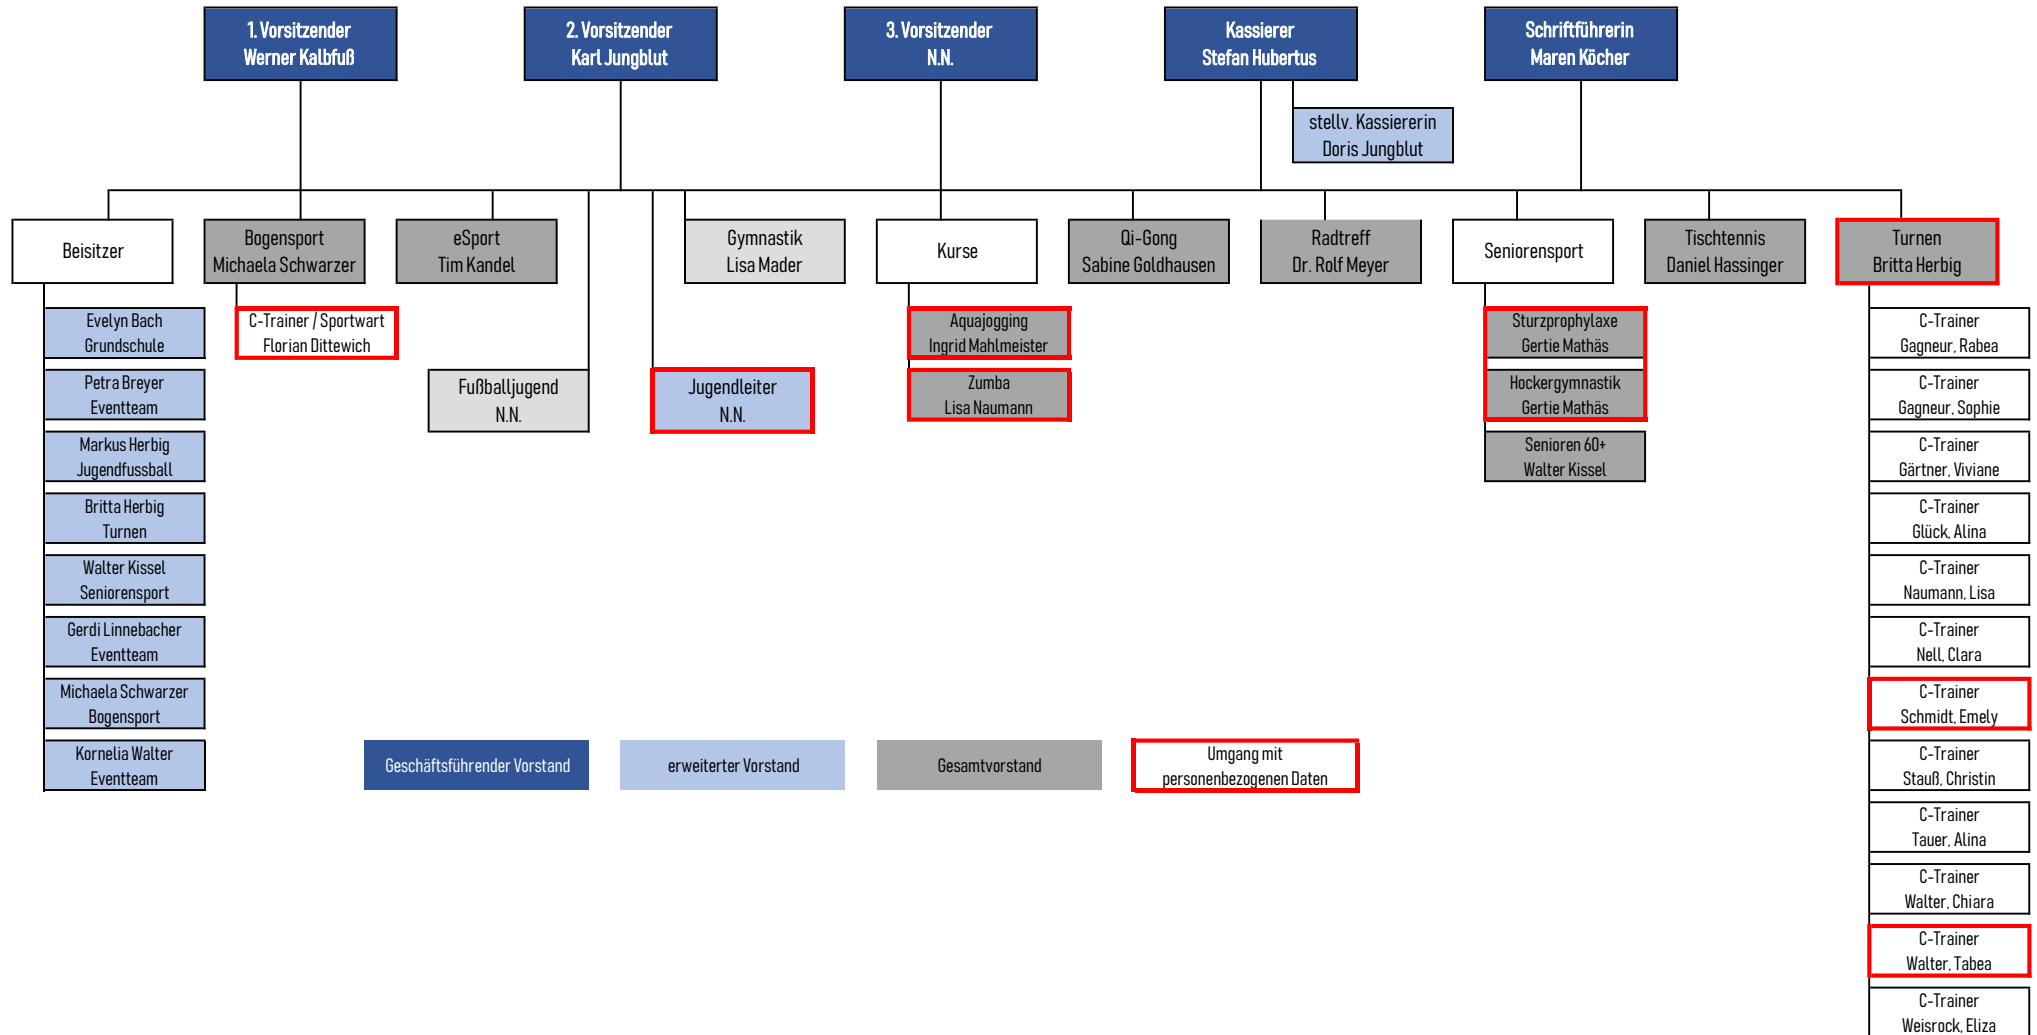 1. Vorsitzender
Werner Kalbfuß
2. Vorsitzender
Karl Jungblut
3. Vorsitzender
N.N.
Kassierer
Stefan Hubertus
Schriftführerin
Maren Köcher
stellv. Kassiererin
Doris Jungblut
Beisitzer
Bogensport
Michaela Schwarzer
eSport
Tim Kandel
Gymnastik
Lisa Mader
Kurse
Qi-Gong
Sabine Goldhausen
Radtreff
Dr. Rolf Meyer
Seniorensport
Tischtennis
Daniel Hassinger
Turnen
Britta Herbig
Evelyn Bach
Grundschule
Petra Breyer
Eventteam
Markus Herbig
Jugendfussball
Britta Herbig
Turnen
Walter Kissel
Seniorensport
Gerdi Linnebacher
Eventteam
Michaela Schwarzer
Bogensport
Kornelia Walter
Eventteam
C-Trainer / Sportwart
Florian Dittewich
Fußballjugend
N.N.
Jugendleiter
N.N.
Aquajogging
Ingrid Mahlmeister
Zumba
Lisa Naumann
Sturzprophylaxe
Gertie Mathäs
Hockergymnastik
Gertie Mathäs
Senioren 60+
Walter Kissel
C-Trainer
Gagneur, Rabea
C-Trainer
Gagneur, Sophie
C-Trainer
Gärtner, Viviane
C-Trainer
Glück, Alina
C-Trainer
Naumann, Lisa
C-Trainer
Nell, Clara
C-Trainer
Schmidt, Emely
C-Trainer
Stauß, Christin
C-Trainer
Tauer, Alina
C-Trainer
Walter, Chiara
C-Trainer
Walter, Tabea
C-Trainer
Weisrock, Eliza
Geschäftsführender Vorstand
erweiterter Vorstand
Gesamtvorstand
Umgang mit
personenbezogenen Daten